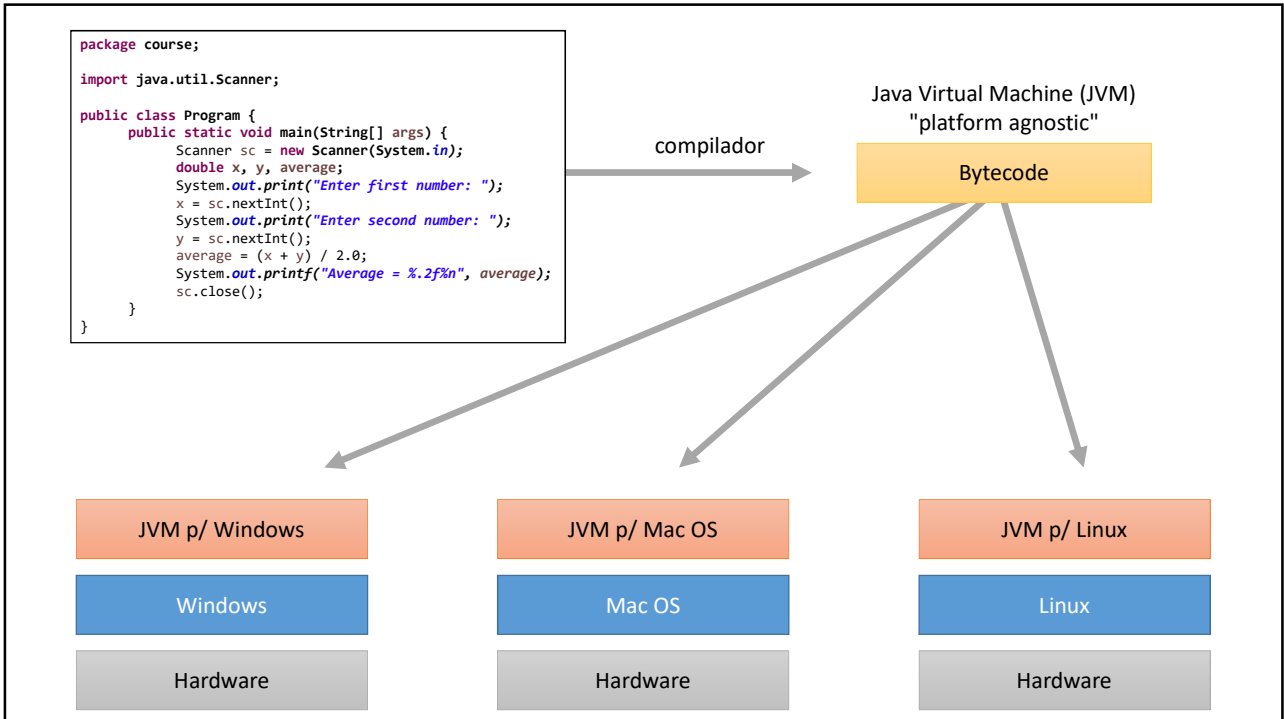 package course;
import java.util.Scanner;
public class Program {
public static void main(String[] args) {
Scanner sc = new Scanner(System.in);
double x, y, average;
System.out.print("Enter first number: ");
x = sc.nextInt();
System.out.print("Enter second number: ");
y = sc.nextInt();
average = (x + y) / 2.0;
System.out.printf("Average = %.2f%n", average);
sc.close();
}
}
compilador
Java Virtual Machine (JVM)
"platform agnostic"
Bytecode
JVM p/ Windows
JVM p/ Mac OS
JVM p/ Linux
Windows
Mac OS
Linux
Hardware
Hardware
Hardware